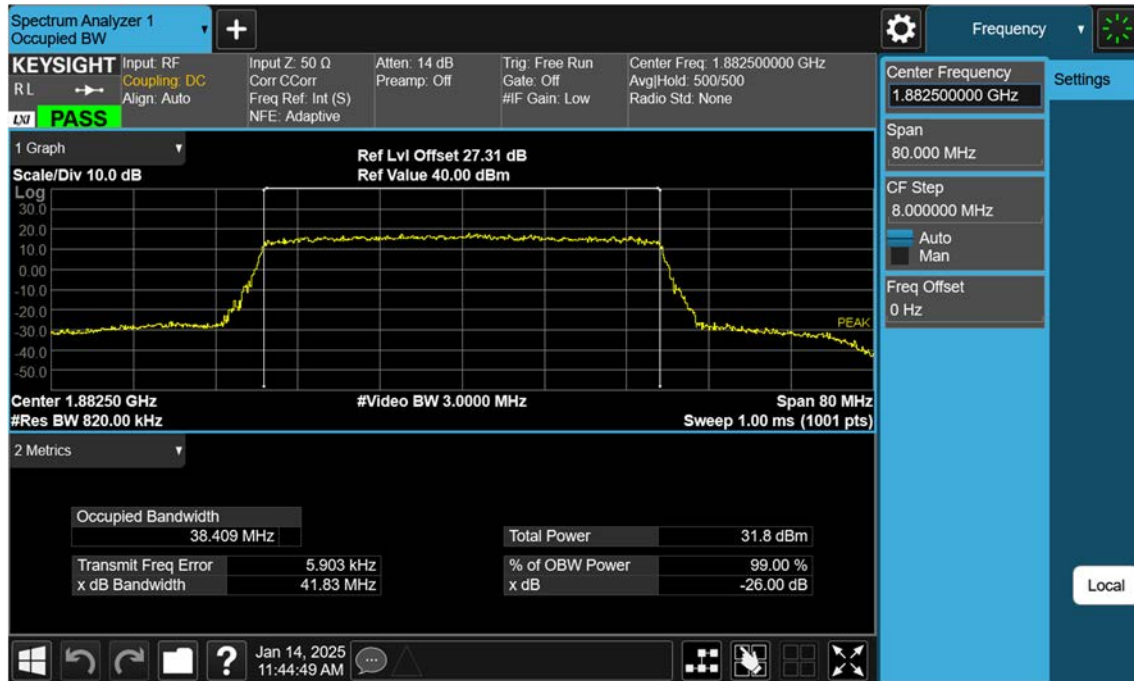 Spectrum Analyzer 1
Occupied BW
+
Frequency
KEYSIGHT
RL
LXI PASS
Input: RF
Coupling: DC
Align: Auto
Input Z: 50 Ω
Corr CCorr
Freq Ref: Int (S)
NFE: Adaptive
Atten: 14 dB
Preamp: Off
Trig: Free Run
Gate: Off
#IF Gain: Low
Center Freq: 1.882500000 GHz
Avg|Hold: 500/500
Radio Std: None
Center Frequency
1.882500000 GHz
Settings
Span
80.000 MHz
CF Step
8.000000 MHz
Auto
Man
Freq Offset
0 Hz
Local
1 Graph
Scale/Div 10.0 dB
Ref Lvl Offset 27.31 dB
Ref Value 40.00 dBm
Log
30.0
20.0
10.0
0.00
-10.0
-20.0
-30.0
-40.0
-50.0
PEAK
Center 1.88250 GHz
#Video BW 3.0000 MHz
Span 80 MHz
#Res BW 820.00 kHz
Sweep 1.00 ms (1001 pts)
2 Metrics
Occupied Bandwidth
38.409 MHz
Total Power 31.8 dBm
Transmit Freq Error 5.903 kHz
% of OBW Power 99.00 %
x dB Bandwidth 41.83 MHz
x dB -26.00 dB
?
Jan 14, 2025
11:44:49 AM